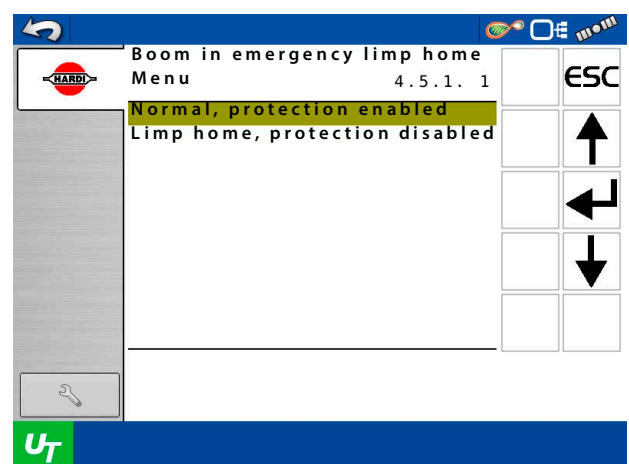 Boom in emergency limp home
HARDI
Menu 4.5.1. 1
ESC
Normal, protection enabled
Limp home, protection disabled
UT